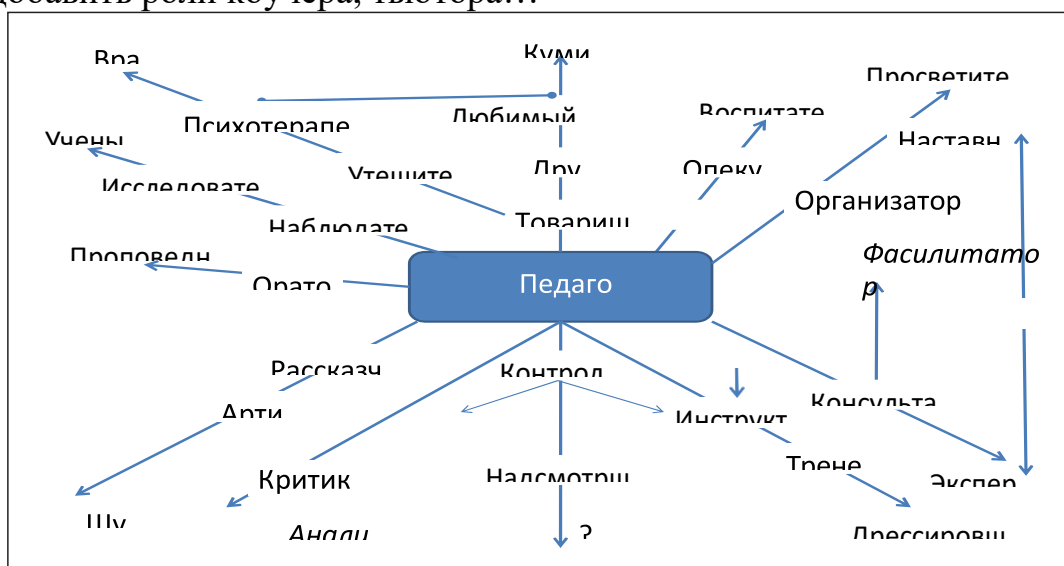 добавить роли коучера, тьютора…
Вра
Куми
Просветите
Психотерапе
Любимый
Воспитате
Учены
Наставн
Исследовате
Утешите
Дру
Опеку
Организатор
Наблюдате
Товарищ
Проповедн
Фасилитато
р
Орато
Педаго
Рассказч
Контрол
Арти
Инструкт
Консульта
Критик
Надсмотрщ
Трене
Экспер
Шу
Анали
?
Дрессировщ